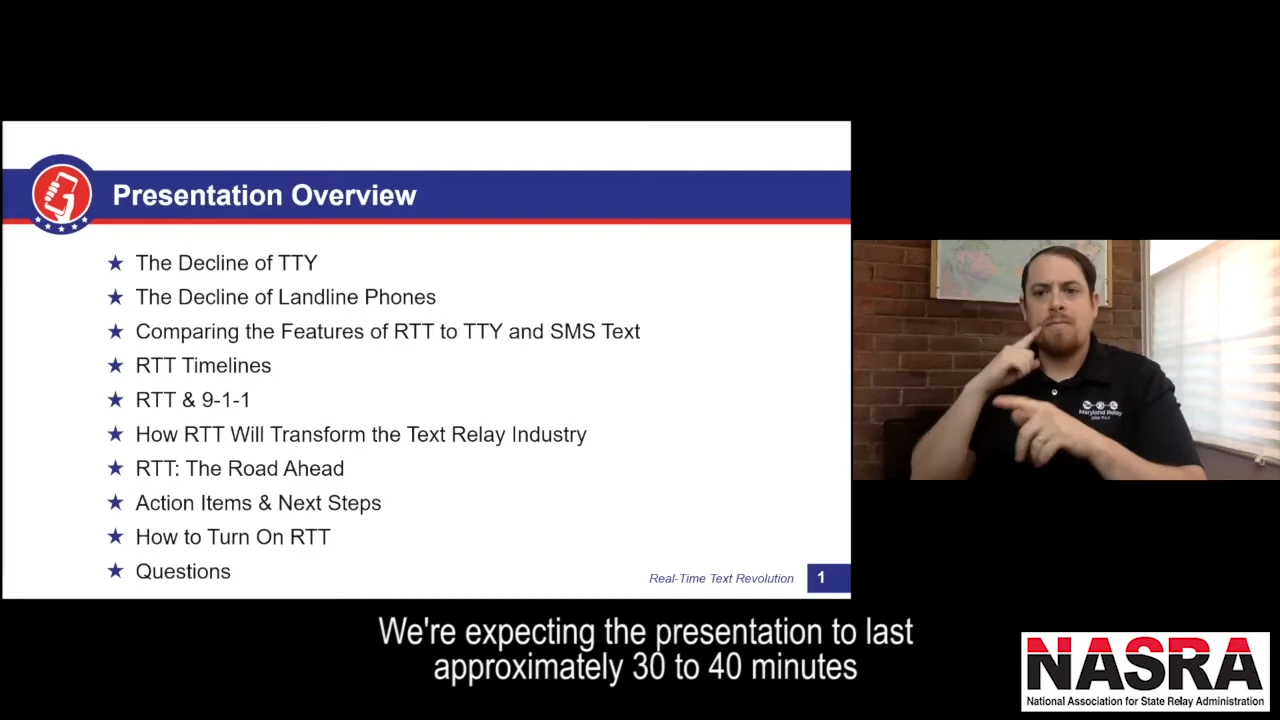 Presentation Overview
★ The Decline of TTY
★ The Decline of Landline Phones
★ Comparing the Features of RTT to TTY and SMS Text
★ RTT Timelines
★ RTT & 9-1-1
★ How RTT Will Transform the Text Relay Industry
★ RTT: The Road Ahead
★ Action Items & Next Steps
★ How to Turn On RTT
★ Questions
Real-Time Text Revolution 1
Maryland Relay
We're expecting the presentation to last
approximately 30 to 40 minutes
NASRA
National Association for State Relay Administration